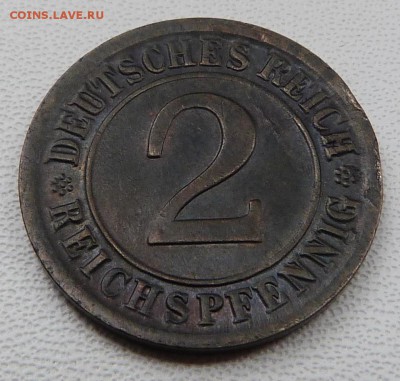 COINS.LAVE.RU
DEUTSCHES REICH
2
REICHSPFENNIG